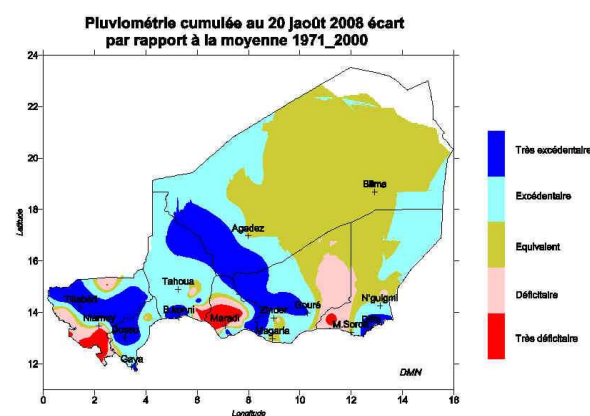 Pluviométrie cumulée au 20 jaoût 2008 écart
par rapport à la moyenne 1971_2000
24
22
20
18
16
14
12
Latitude
0 2 4 6 8 10 12 14 16 18
Longitude
Bilma
Agadez
Tahoua
N'guigmi
Tillabéri
Gouré
Niamey
Zinder
Maradi
M.Soroa
Diffa
Dosso
Magaria
Gaya
DMN
Très excédentaire
Excédentaire
Equivalent
Déficitaire
Très déficitaire